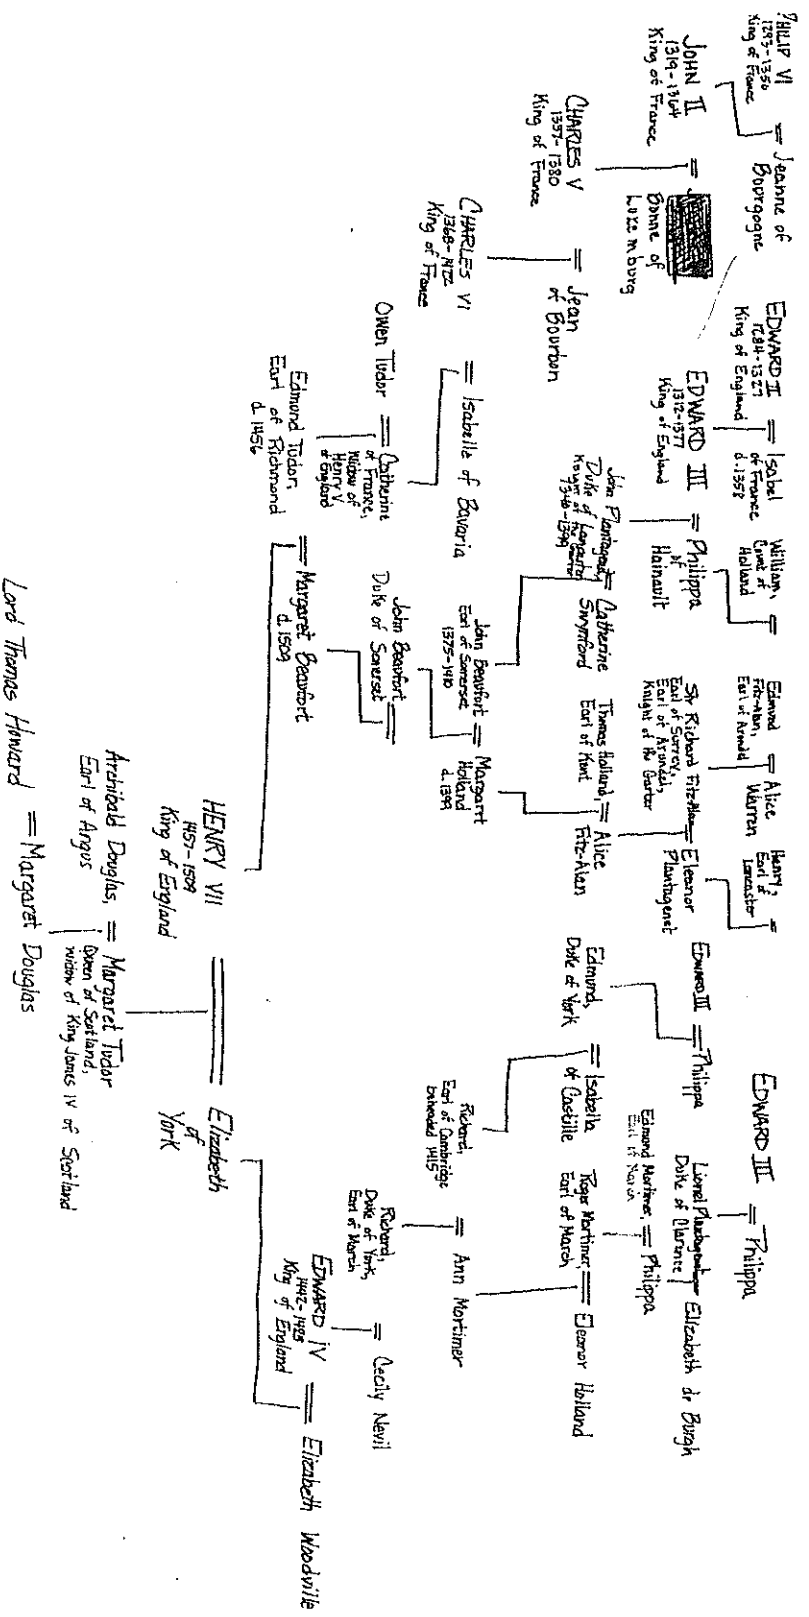 PHILIP VI
1293-1350
King of France
= Jeanne of
Bourgogne
EDWARD II
1284-1327
King of England
= Isabel
of France
d. 1358
William,
Count of
Holland
=
Edmund
Fitz-Alan,
Earl of Arundel
= Alice
Warren
Henry,
Earl of
Lancaster
=
EDWARD III
= Philippa
JOHN II
1319-1364
King of France
=
Bonne of
Luxemburg
EDWARD III
1312-1377
King of England
= Philippa
of
Hainault
Sir Richard Fitz-Alan
Earl of Surrey,
Earl of Arundel,
Knight of the Garter
= Eleanor
Plantagenet
EDWARD III
= Philippa
Lionel Plantagenet
Duke of Clarence
= Elizabeth de Burgh
Edmond Mortimer,
Earl of March
= Philippa
CHARLES V
1337-1380
King of France
= Jean
of Bourbon
John Plantagenet,
Duke of Lancaster
Knight of the Garter
1340-1399
= Catherine
Swynford
Thomas Holland,
Earl of Kent
= Alice
Fitz-Alan
Edmund,
Duke of York
= Isabella
of Castille
Roger Mortimer,
Earl of March
= Eleanor Holland
CHARLES VI
1368-1422
King of France
= Isabelle of Bavaria
John Beaufort
Earl of Somerset
1375-1410
= Margaret
Holland
d. 1399
Richard,
Earl of Cambridge
beheaded 1415
= Ann Mortimer
Owen Tudor
= Catherine
of France,
widow of
Henry V,
of England
John Beaufort
Duke of Somerset
=
Richard,
Duke of York,
Earl of March
= Cecily Nevil
Edmund Tudor,
Earl of Richmond
d. 1456
= Margaret Beaufort
d. 1509
EDWARD IV
1442-1483
King of England
= Elizabeth Woodville
HENRY VII
1457-1509
King of England
= Elizabeth
of
York
Archibald Douglas,
Earl of Angus
= Margaret Tudor
Queen of Scotland,
widow of King James IV of Scotland
Lord Thomas Howard = Margaret Douglas